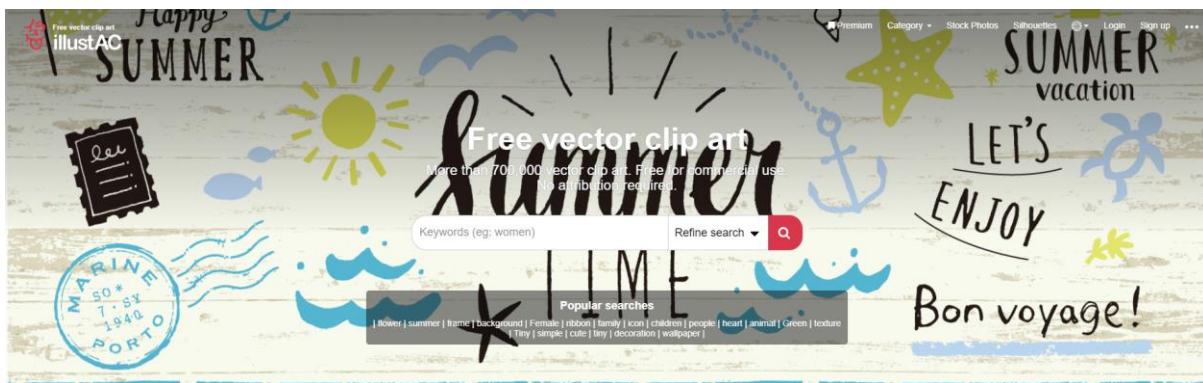 Free vector clip art
illustAC
Premium Category Stock Photos Silhouettes Login Sign up
Happy
SUMMER
SUMMER
vacation
Free vector clip art
More than 700,000 vector clip art. Free for commercial use.
No attribution required.
Summer
TIME
LET'S
ENJOY
Keywords (eg; women)
Refine search
MARINE
SO*
7. SY
1940
PORTO
Bon voyage!
Popular searches
| flower | summer | frame | background | Female | ribbon | family | icon | children | people | heart | animal | Green | texture
| Tiny | simple | cute | tiny | decoration | wallpaper |